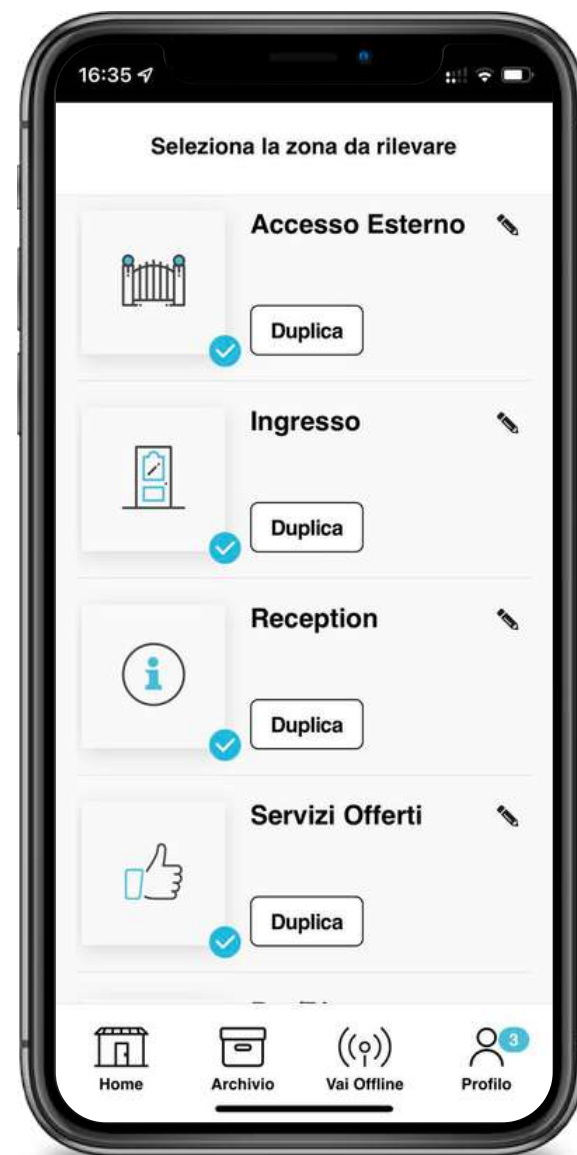 16:35
Seleziona la zona da rilevare
Accesso Esterno
Duplica
Ingresso
Duplica
Reception
Duplica
Servizi Offerti
Duplica
Home
Archivio
Vai Offline
Profilo
3